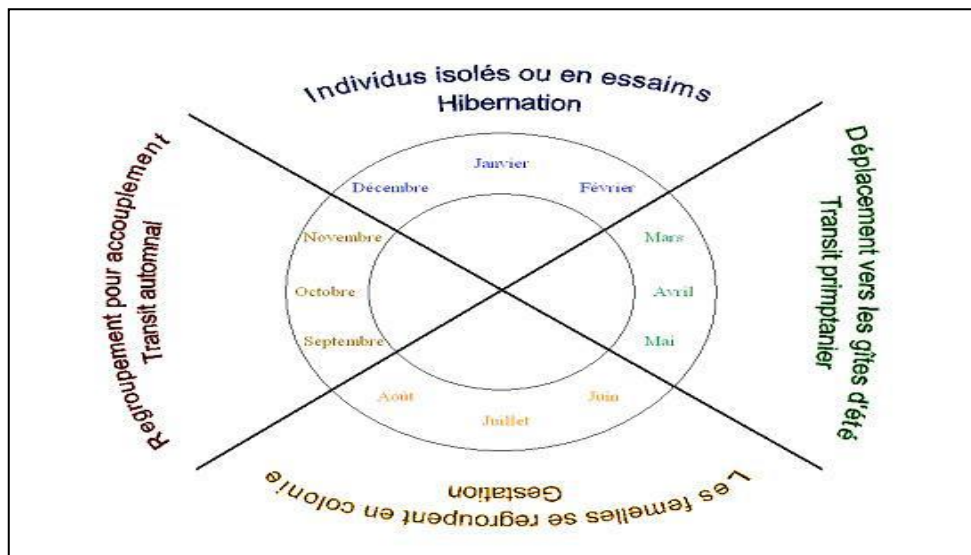 Individus isolés ou en essaims
Hibernation
Janvier
Décembre
Février
Novembre
Mars
Octobre
Avril
Septembre
Mai
Août
Juin
Juillet
Regroupement pour accouplement
Transit automnal
Déplacement vers les gîtes d'été
Transit primptanier
Les femelles se regroupent en colonie
Gestation